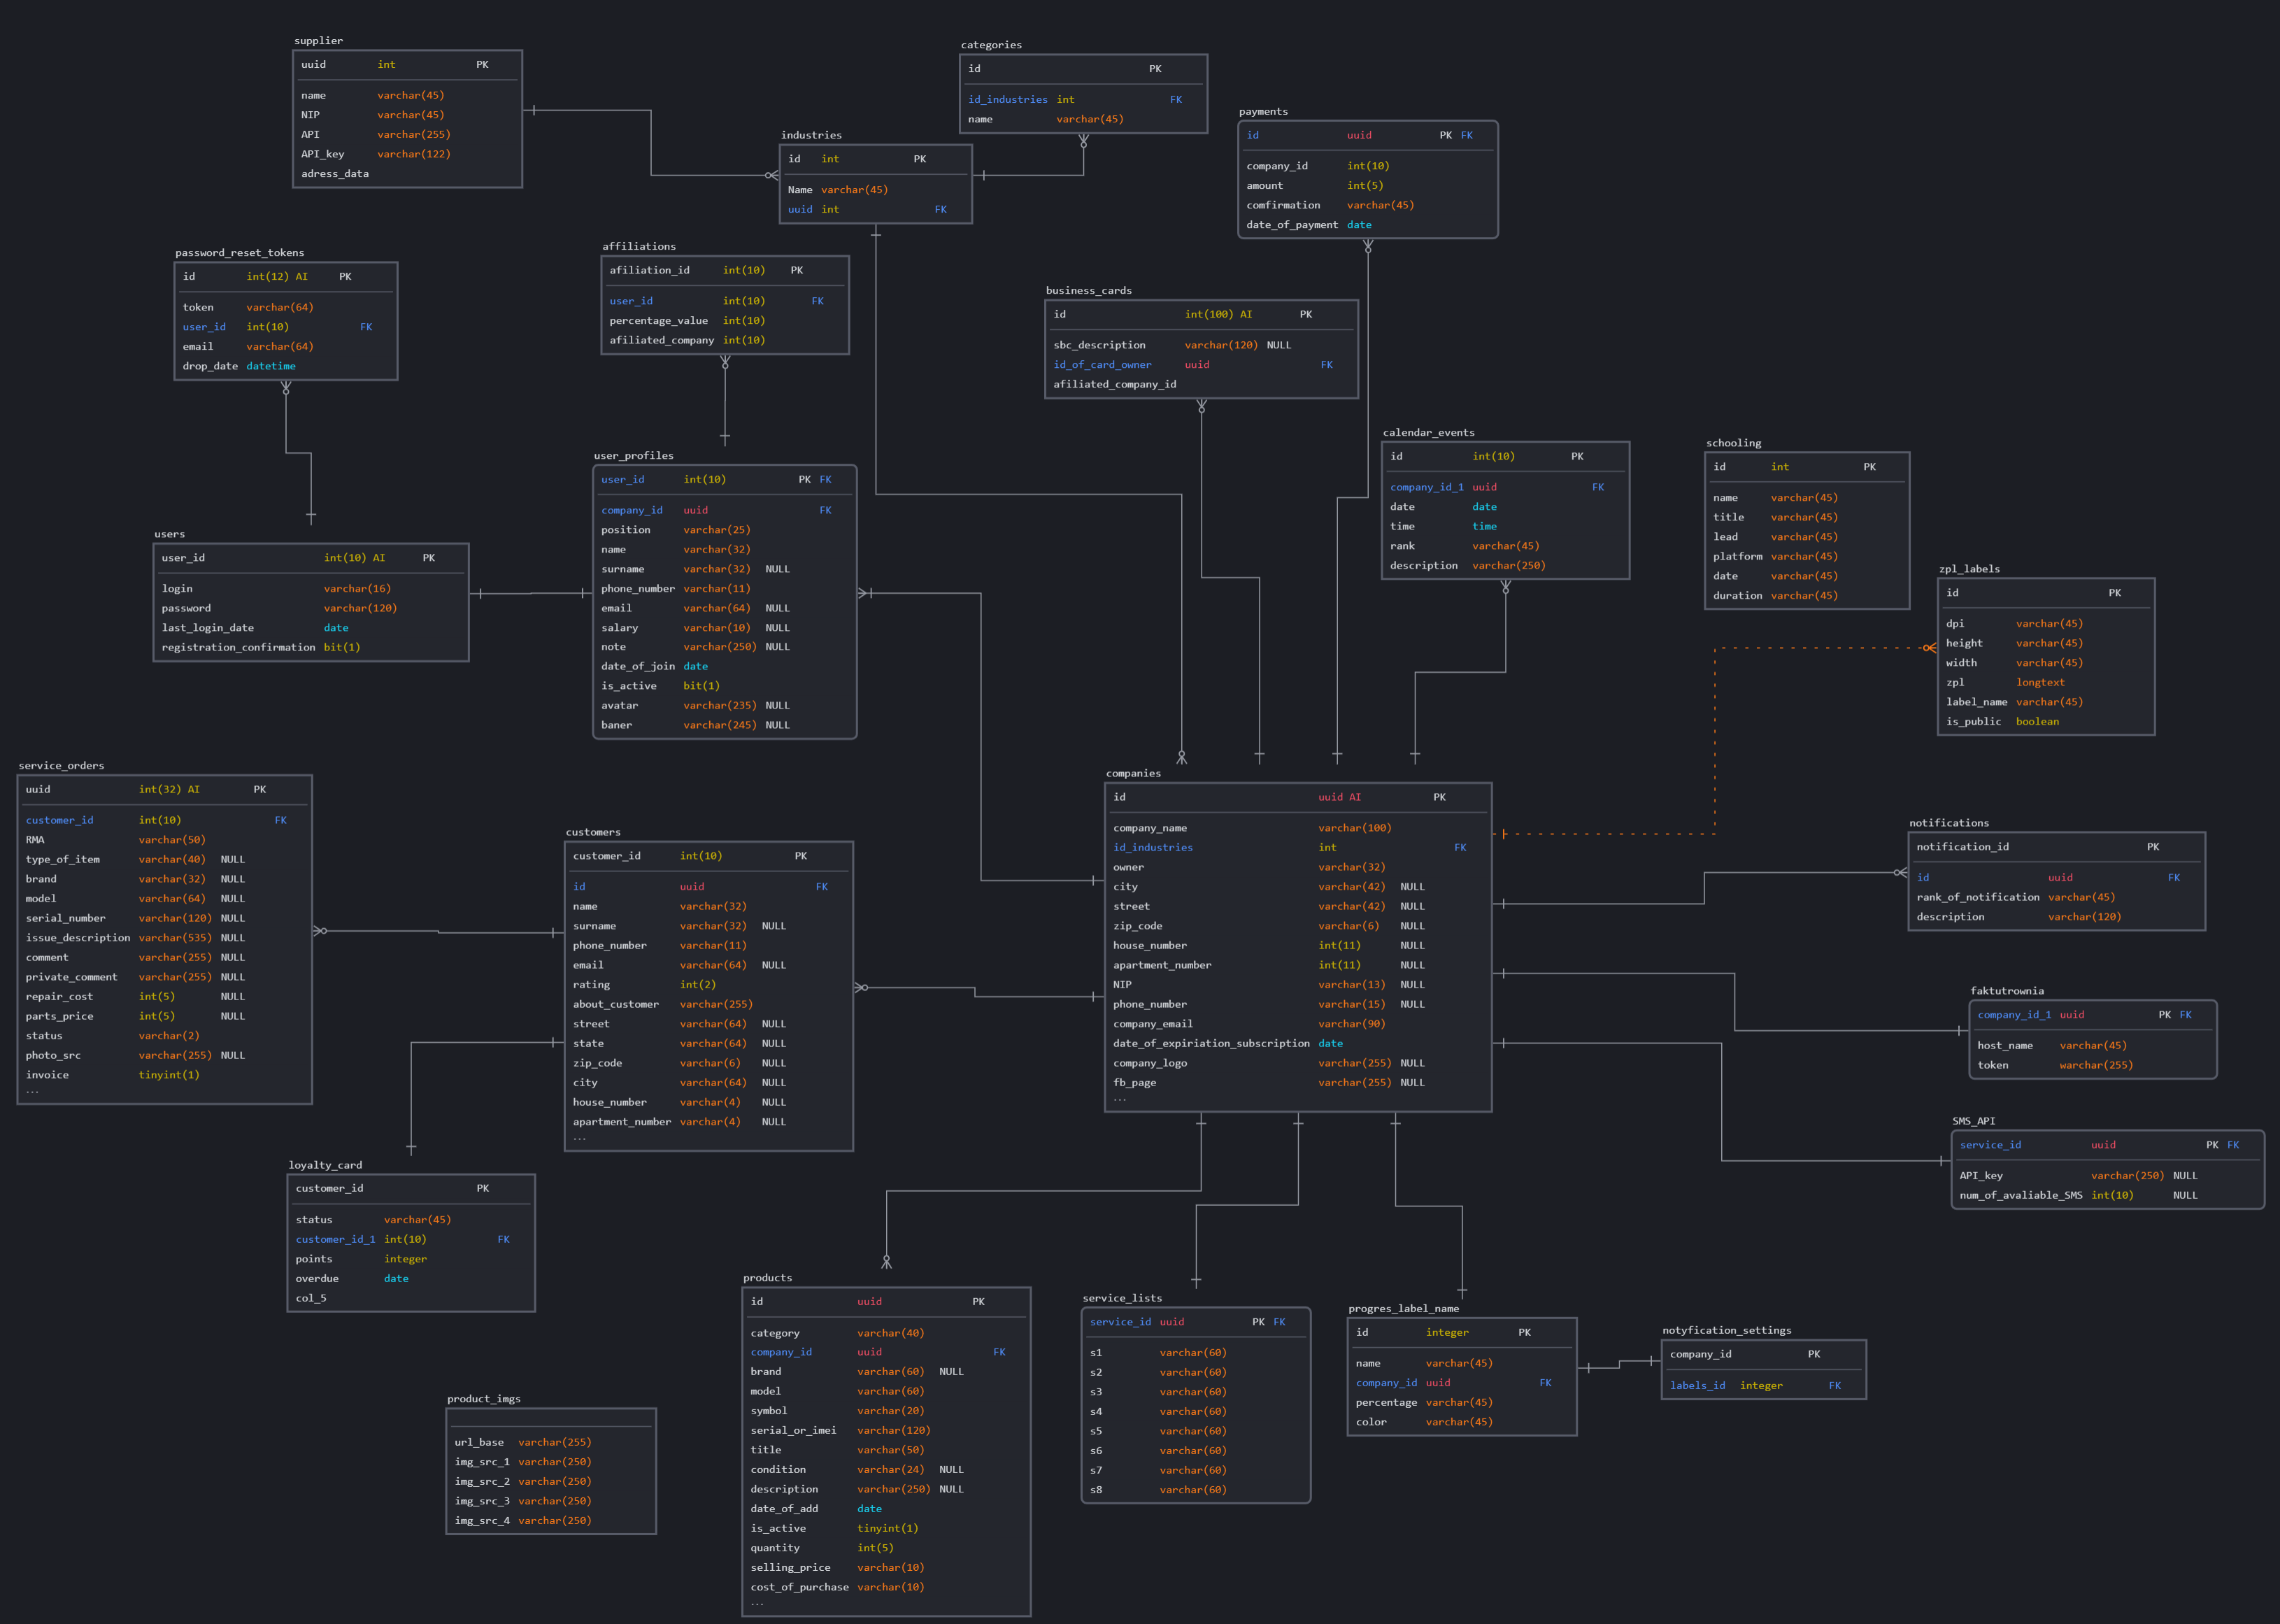 supplier
uuid int PK
name varchar(45)
NIP varchar(45)
API varchar(255)
API_key varchar(122)
adress_data
categories
id PK
id_industries int FK
name varchar(45)
industries
id int PK
Name varchar(45)
uuid int FK
payments
id uuid PK FK
company_id int(10)
amount int(5)
comfirmation varchar(45)
date_of_payment date
password_reset_tokens
id int(12) AI PK
token varchar(64)
user_id int(10) FK
email varchar(64)
drop_date datetime
affiliations
afiliation_id int(10) PK
user_id int(10) FK
percentage_value int(10)
afiliated_company int(10)
business_cards
id int(100) AI PK
sbc_description varchar(120) NULL
id_of_card_owner uuid FK
afiliated_company_id
calendar_events
id int(10) PK
company_id_1 uuid FK
date date
time time
rank varchar(45)
description varchar(250)
schooling
id int PK
name varchar(45)
title varchar(45)
lead varchar(45)
platform varchar(45)
date varchar(45)
duration varchar(45)
user_profiles
user_id int(10) PK FK
company_id uuid FK
position varchar(25)
name varchar(32)
surname varchar(32) NULL
phone_number varchar(11)
email varchar(64) NULL
salary varchar(10) NULL
note varchar(250) NULL
date_of_join date
is_active bit(1)
avatar varchar(235) NULL
baner varchar(245) NULL
users
user_id int(10) AI PK
login varchar(16)
password varchar(120)
last_login_date date
registration_confirmation bit(1)
zpl_labels
id PK
dpi varchar(45)
height varchar(45)
width varchar(45)
zpl longtext
label_name varchar(45)
is_public boolean
service_orders
uuid int(32) AI PK
customer_id int(10) FK
RMA varchar(50)
type_of_item varchar(40) NULL
brand varchar(32) NULL
model varchar(64) NULL
serial_number varchar(120) NULL
issue_description varchar(535) NULL
comment varchar(255) NULL
private_comment varchar(255) NULL
repair_cost int(5) NULL
parts_price int(5) NULL
status varchar(2)
photo_src varchar(255) NULL
invoice tinyint(1)
...
customers
customer_id int(10) PK
id uuid FK
name varchar(32)
surname varchar(32) NULL
phone_number varchar(11)
email varchar(64) NULL
rating int(2)
about_customer varchar(255)
street varchar(64) NULL
state varchar(64) NULL
zip_code varchar(6) NULL
city varchar(64) NULL
house_number varchar(4) NULL
apartment_number varchar(4) NULL
...
companies
id uuid AI PK
company_name varchar(100)
id_industries int FK
owner varchar(32)
city varchar(42) NULL
street varchar(42) NULL
zip_code varchar(6) NULL
house_number int(11) NULL
apartment_number int(11) NULL
NIP varchar(13) NULL
phone_number varchar(15) NULL
company_email varchar(90)
date_of_expiriation_subscription date
company_logo varchar(255) NULL
fb_page varchar(255) NULL
...
notifications
notification_id PK
id uuid FK
rank_of_notification varchar(45)
description varchar(120)
faktutrownia
company_id_1 uuid PK FK
host_name varchar(45)
token warchar(255)
SMS_API
service_id uuid PK FK
API_key varchar(250) NULL
num_of_avaliable_SMS int(10) NULL
loyalty_card
customer_id PK
status varchar(45)
customer_id_1 int(10) FK
points integer
overdue date
col_5
products
id uuid PK
category varchar(40)
company_id uuid FK
brand varchar(60) NULL
model varchar(60)
symbol varchar(20)
serial_or_imei varchar(120)
title varchar(50)
condition varchar(24) NULL
description varchar(250) NULL
date_of_add date
is_active tinyint(1)
quantity int(5)
selling_price varchar(10)
cost_of_purchase varchar(10)
...
service_lists
service_id uuid PK FK
s1 varchar(60)
s2 varchar(60)
s3 varchar(60)
s4 varchar(60)
s5 varchar(60)
s6 varchar(60)
s7 varchar(60)
s8 varchar(60)
progres_label_name
id integer PK
name varchar(45)
company_id uuid FK
percentage varchar(45)
color varchar(45)
notyfication_settings
company_id PK
labels_id integer FK
product_imgs
url_base varchar(255)
img_src_1 varchar(250)
img_src_2 varchar(250)
img_src_3 varchar(250)
img_src_4 varchar(250)